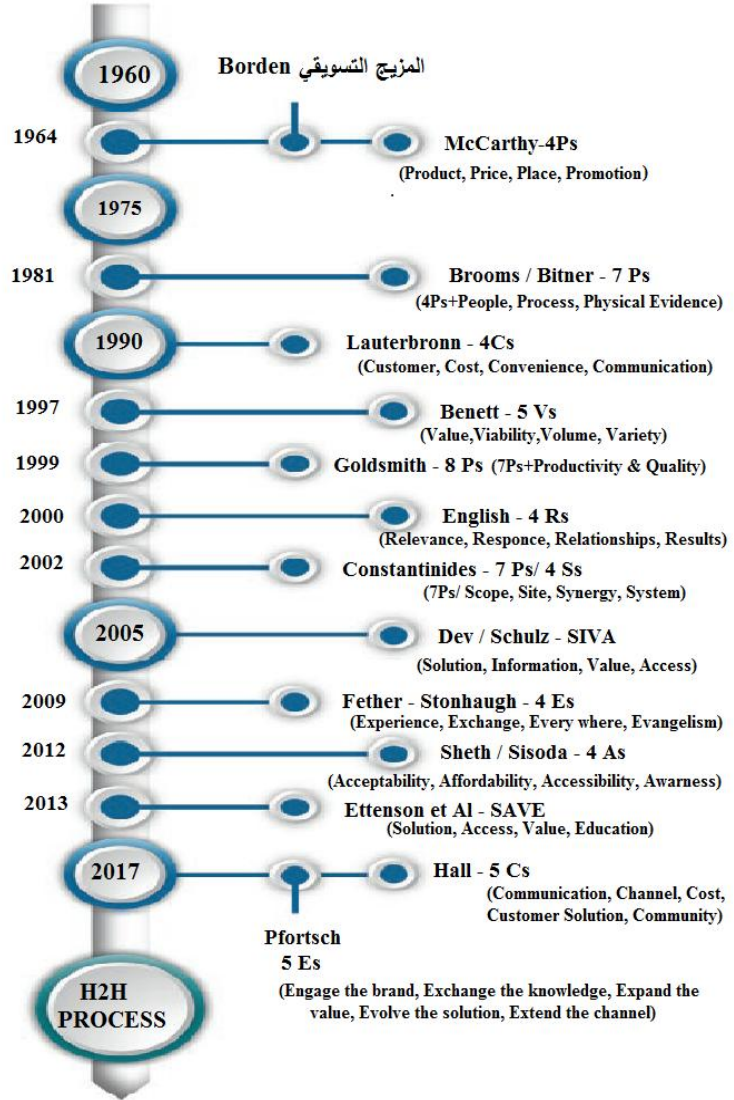 1960
Borden المزيج التسويقي
1964
McCarthy-4Ps
(Product, Price, Place, Promotion)
1975
1981
Brooms / Bitner - 7 Ps
(4Ps+People, Process, Physical Evidence)
1990
Lauterbronn - 4Cs
(Customer, Cost, Convenience, Communication)
1997
Benett - 5 Vs
(Value,Viability,Volume, Variety)
1999
Goldsmith - 8 Ps (7Ps+Productivity & Quality)
2000
English - 4 Rs
(Relevance, Responce, Relationships, Results)
2002
Constantinides - 7 Ps/ 4 Ss
(7Ps/ Scope, Site, Synergy, System)
2005
Dev / Schulz - SIVA
(Solution, Information, Value, Access)
2009
Fether - Stonhaugh - 4 Es
(Experience, Exchange, Every where, Evangelism)
2012
Sheth / Sisoda - 4 As
(Acceptability, Affordability, Accessibility, Awarness)
2013
Ettenson et Al - SAVE
(Solution, Access, Value, Education)
2017
Hall - 5 Cs
(Communication, Channel, Cost,
Customer Solution, Community)
Pfortsch
5 Es
(Engage the brand, Exchange the knowledge, Expand the
value, Evolve the solution, Extend the channel)
H2H
PROCESS